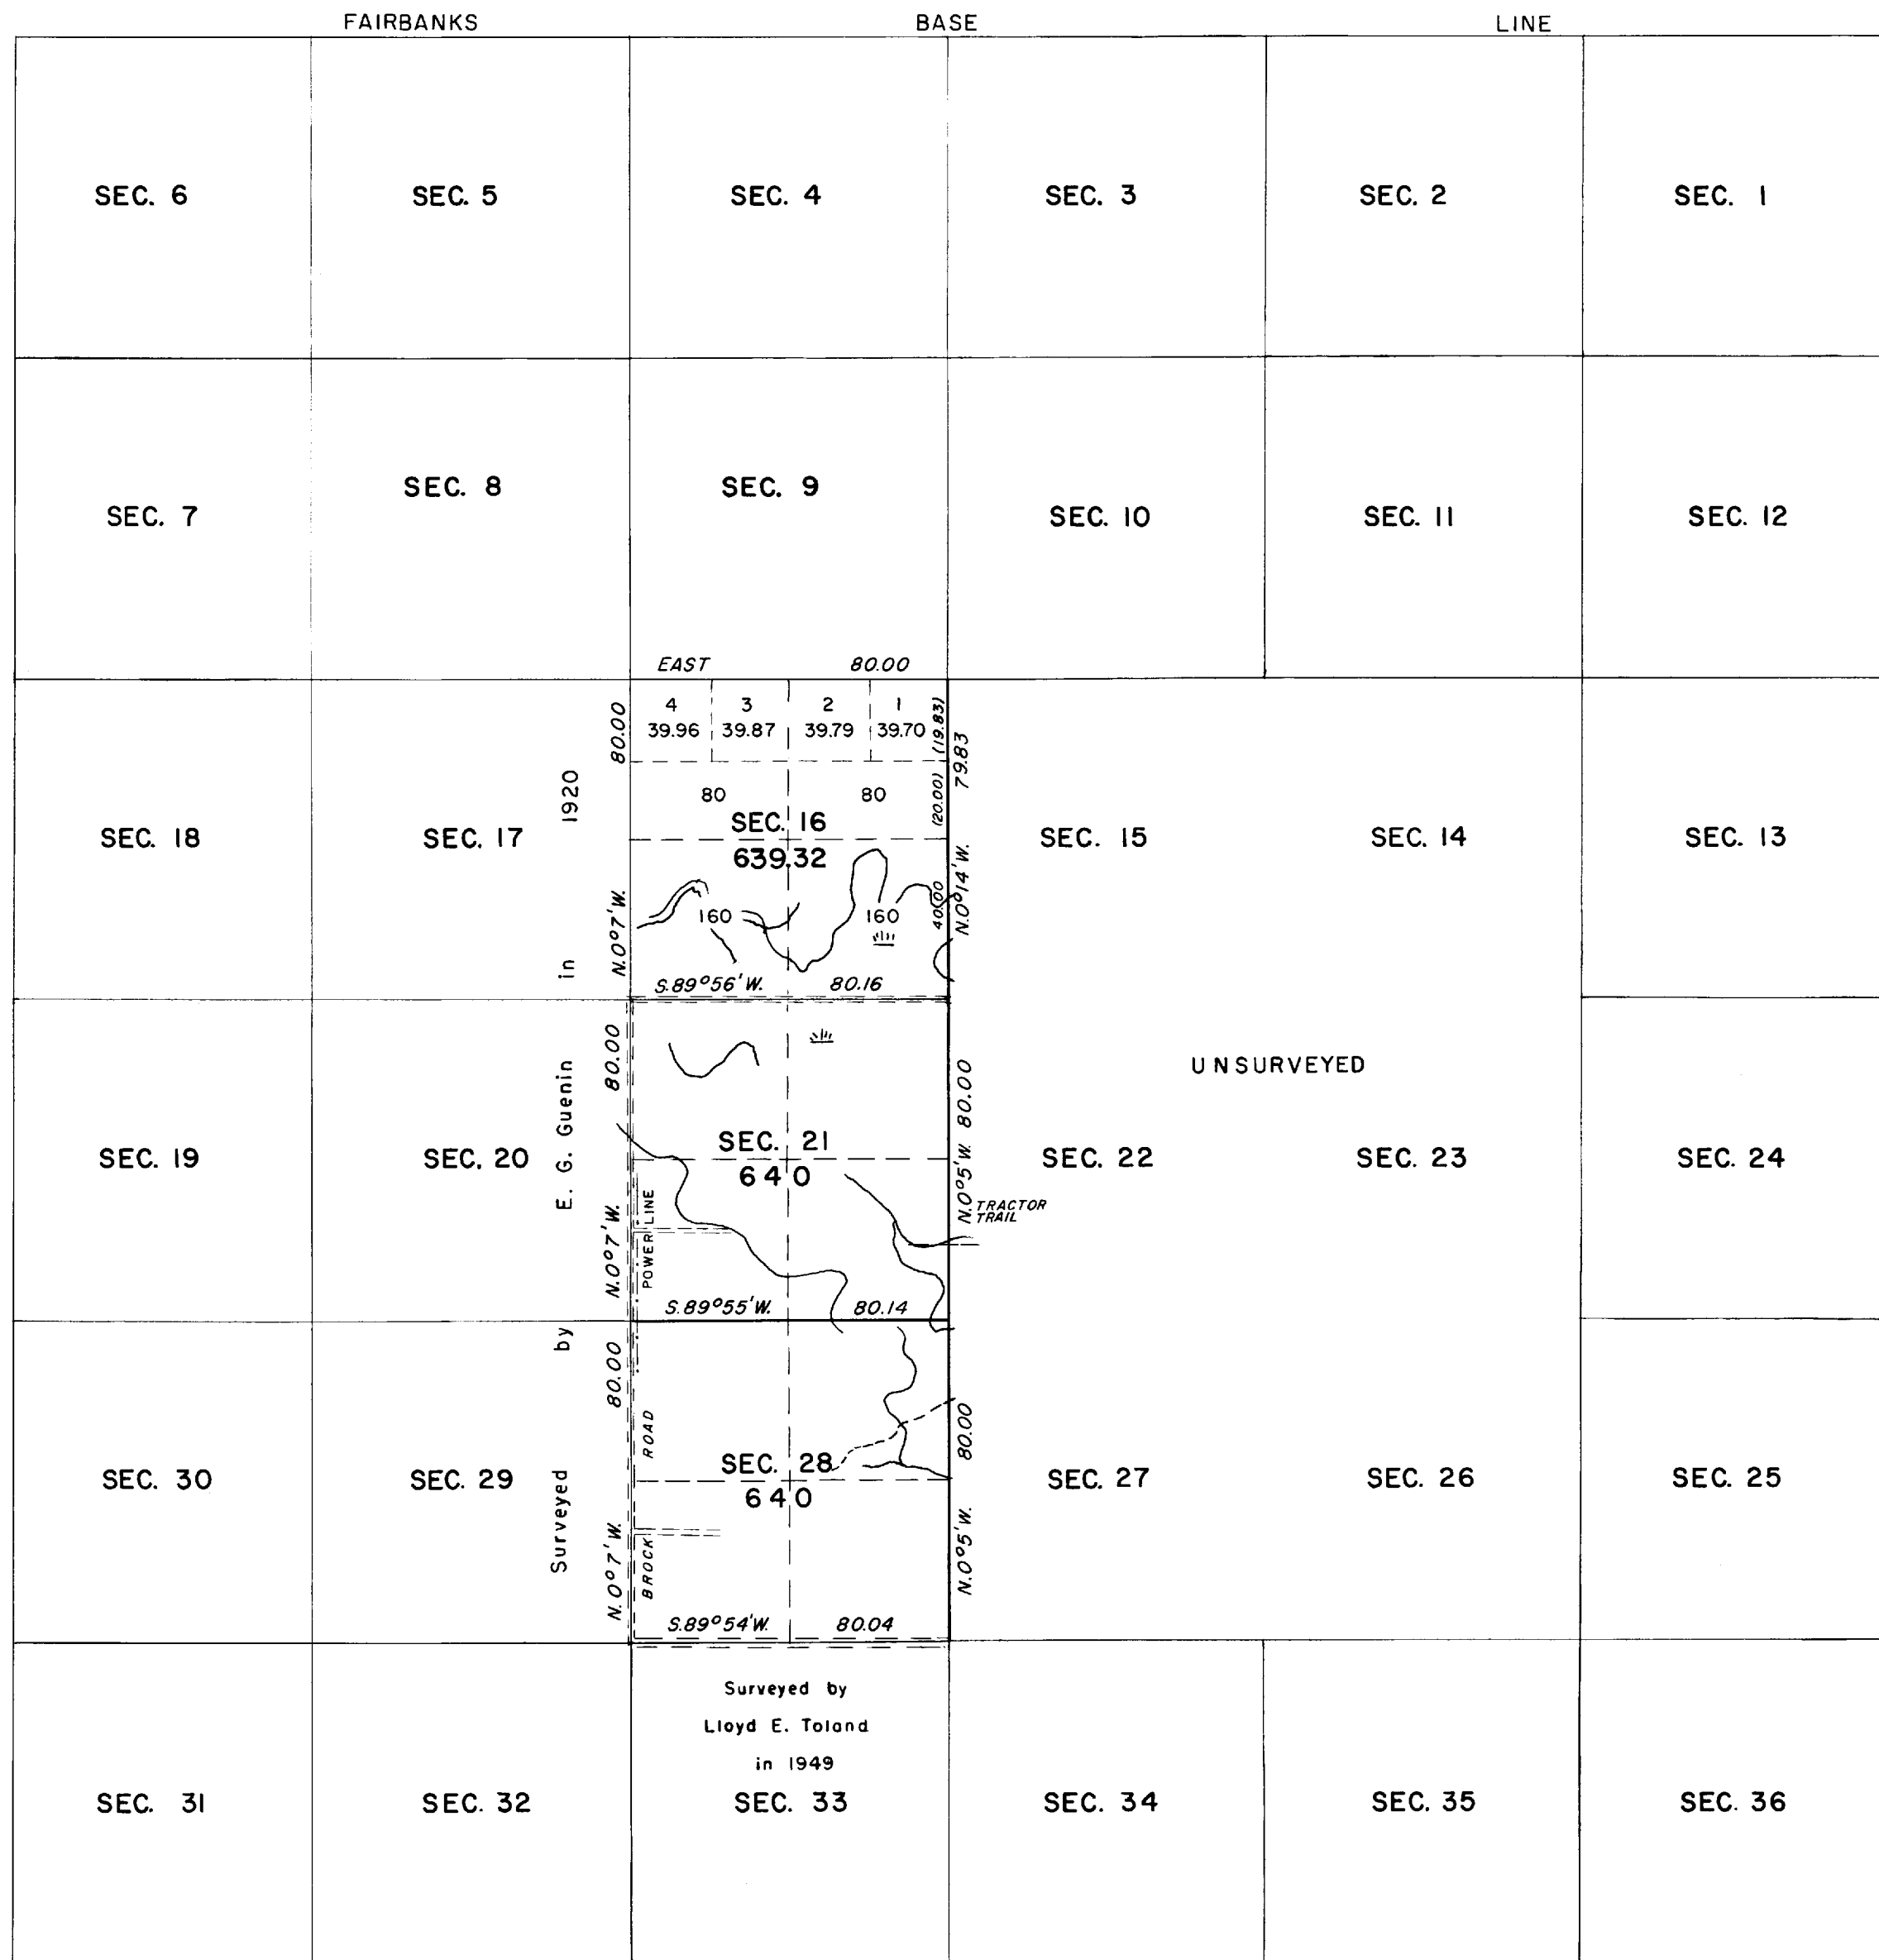 FAIRBANKS BASE LINE
SEC. 6 SEC. 5 SEC. 4 SEC. 3 SEC. 2 SEC. 1
SEC. 7 SEC. 8 SEC. 9 SEC. 10 SEC. 11 SEC. 12
EAST 80.00
4 3 2 1
39.96 39.87 39.79 39.70
(19.83)
80.00
79.83
1920
80 80
(20.00)
SEC. 18 SEC. 17 SEC. 16 SEC. 15 SEC. 14 SEC. 13
639.32
N.0°7'W.
160 160
40.00
N.0°14'W.
in
S.89°56'W. 80.16
80.00
80.00
UNSURVEYED
E. G. Guenin
SEC. 19 SEC. 20 SEC. 21 SEC. 22 SEC. 23 SEC. 24
640
N.0°7'W.
POWER LINE
N.0°5'W.
TRACTOR
TRAIL
S.89°55'W. 80.14
by
80.00
80.00
ROAD
SEC. 30 SEC. 29 SEC. 28 SEC. 27 SEC. 26 SEC. 25
640
Surveyed
N.0°7'W.
BROCK
N.0°5'W.
S.89°54'W. 80.04
Surveyed by
Lloyd E. Toland
in 1949
SEC. 31 SEC. 32 SEC. 33 SEC. 34 SEC. 35 SEC. 36